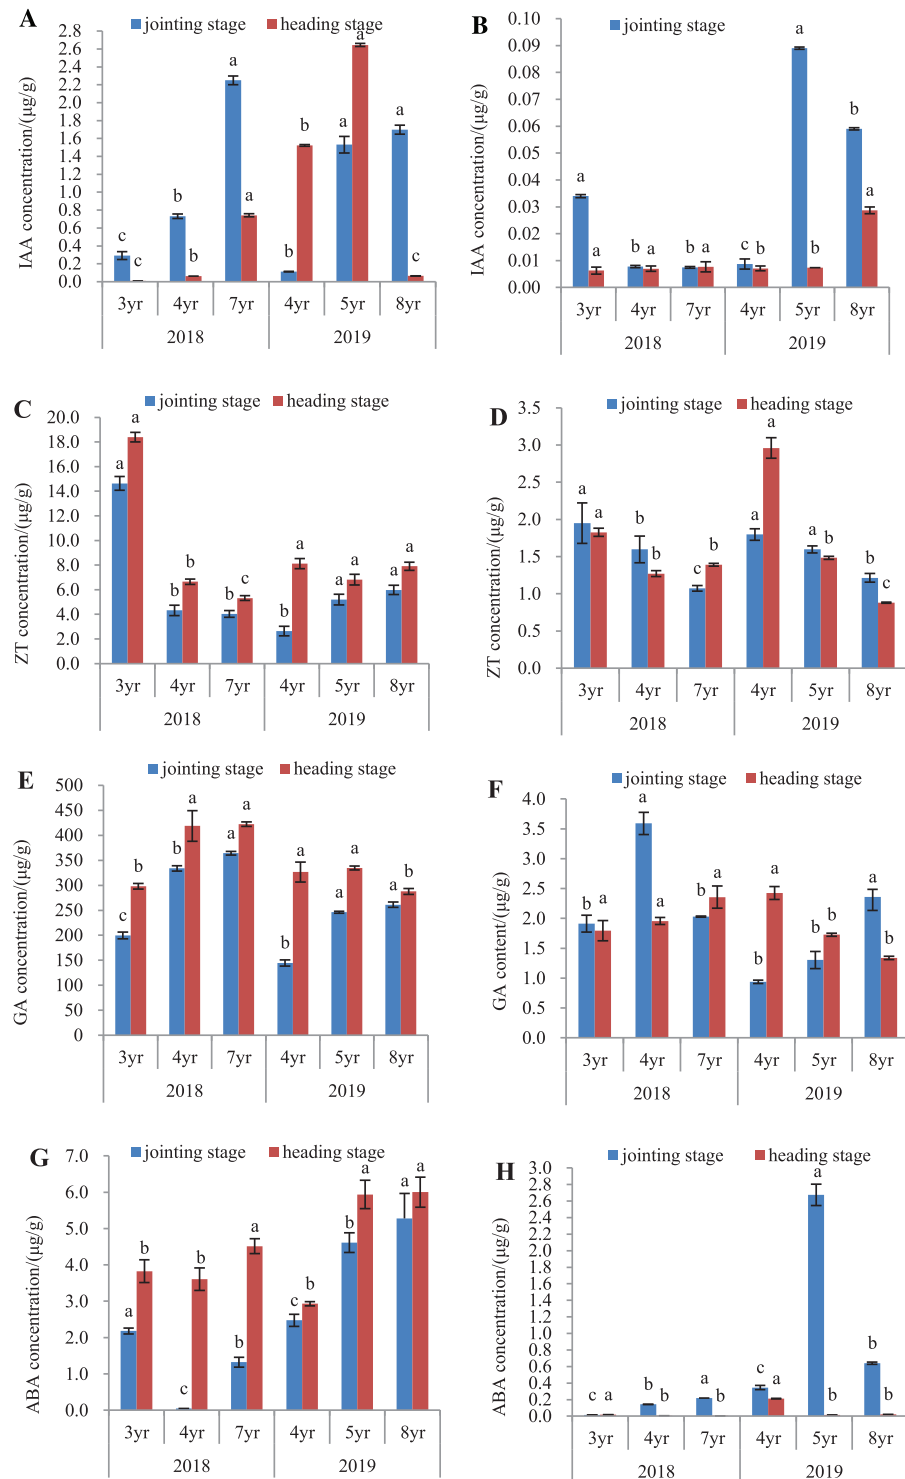 A
jointing stage heading stage
IAA concentration/(μg/g)
2.8
2.6
2.4
2.2
2.0
1.8
1.6
1.4
1.2
1.0
0.8
0.6
0.4
0.2
0.0
c c b b a a b b a a a b
3yr 4yr 7yr 4yr 5yr 8yr
2018 2019
B
jointing stage
IAA concentration/(μg/g)
0.10
0.09
0.08
0.07
0.06
0.05
0.04
0.03
0.02
0.01
0.00
a a b a b a c b a b b a
3yr 4yr 7yr 4yr 5yr 8yr
2018 2019
C
jointing stage heading stage
ZT concentration/(μg/g)
20.0
18.0
16.0
14.0
12.0
10.0
8.0
6.0
4.0
2.0
0.0
a a b b b c b a a a a a
3yr 4yr 7yr 4yr 5yr 8yr
2018 2019
D
jointing stage heading stage
ZT concentration/(μg/g)
3.5
3.0
2.5
2.0
1.5
1.0
0.5
0.0
a a b b c b a a a b b c
3yr 4yr 7yr 4yr 5yr 8yr
2018 2019
E
jointing stage heading stage
GA concentration/(μg/g)
500
450
400
350
300
250
200
150
100
50
0
c b b a a a b a a a a b
3yr 4yr 7yr 4yr 5yr 8yr
2018 2019
F
jointing stage heading stage
GA content/(μg/g)
4.0
3.5
3.0
2.5
2.0
1.5
1.0
0.5
0.0
b a a b b a b a b b a b
3yr 4yr 7yr 4yr 5yr 8yr
2018 2019
G
jointing stage heading stage
ABA concentration/(μg/g)
7.0
6.0
5.0
4.0
3.0
2.0
1.0
0.0
a b c b b a c b b a a a
3yr 4yr 7yr 4yr 5yr 8yr
2018 2019
H
jointing stage heading stage
ABA concentration/(μg/g)
3.0
2.8
2.6
2.4
2.2
2.0
1.8
1.6
1.4
1.2
1.0
0.8
0.6
0.4
0.2
0.0
c a b b a b c a a b b b
3yr 4yr 7yr 4yr 5yr 8yr
2018 2019